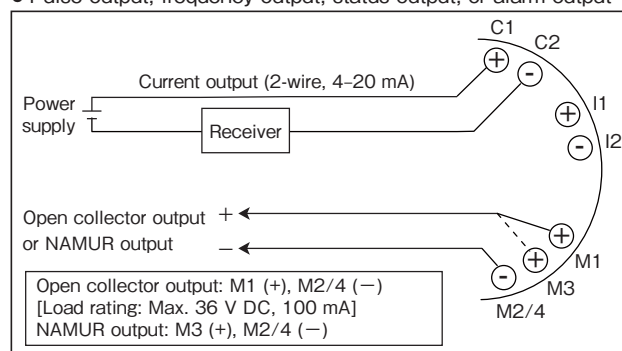 ● Pulse output, frequency output, status output, or alarm output
C1
C2
+
-
Current output (2-wire, 4–20 mA)
Power supply
Receiver
+
I1
-
I2
Open collector output
or NAMUR output
+
−
+
M1
+
M3
-
M2/4
Open collector output: M1 (+), M2/4 (−)
[Load rating: Max. 36 V DC, 100 mA]
NAMUR output: M3 (+), M2/4 (−)